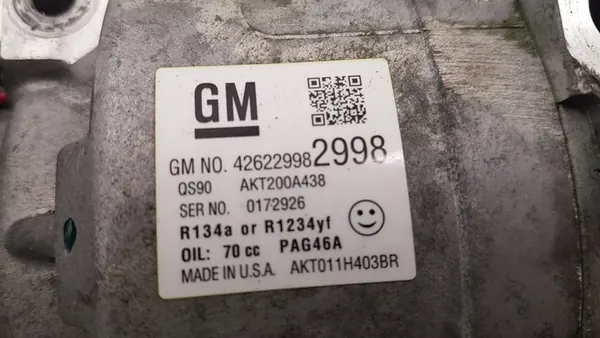 GM
GM NO. 42622998 2998
QS90 AKT200A438
SER NO. 0172926
R134a or R1234yf
OIL: 70 cc PAG46A
MADE IN U.S.A. AKT011H403BR